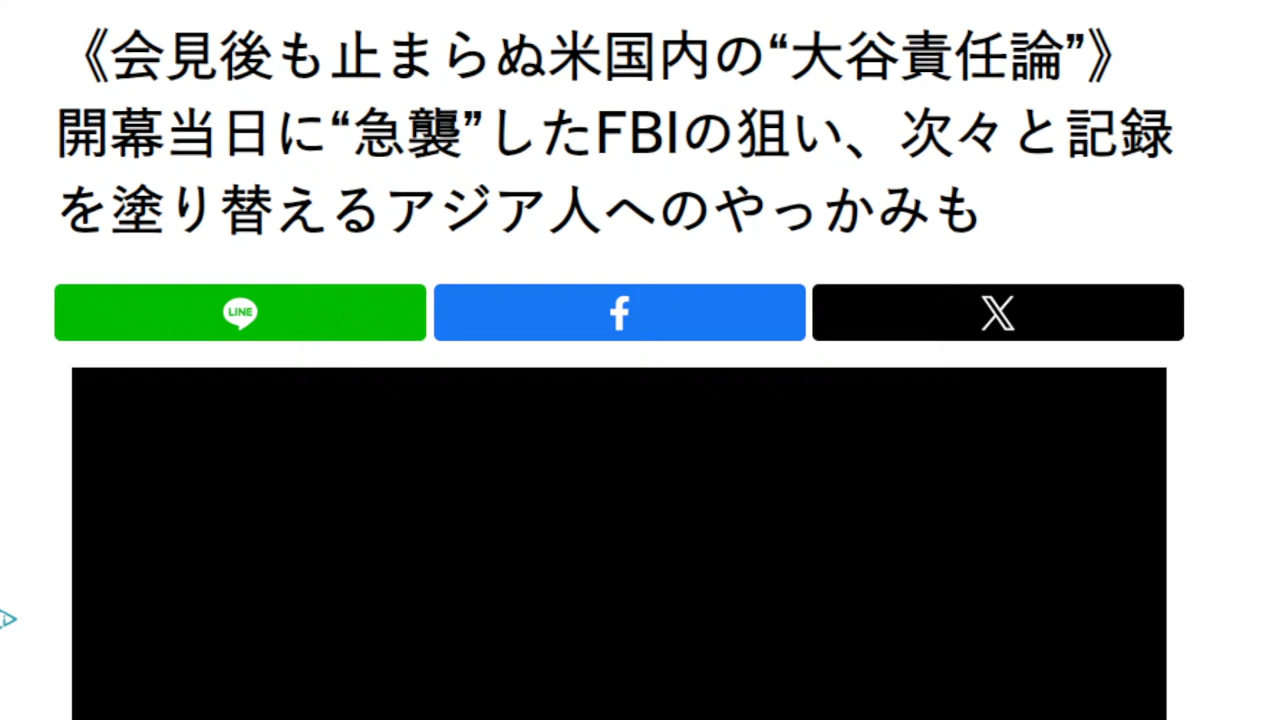 《会見後も止まらぬ米国内の“大谷責任論”》
開幕当日に“急襲”したFBIの狙い、次々と記録
を塗り替えるアジア人へのやっかみも
LINE